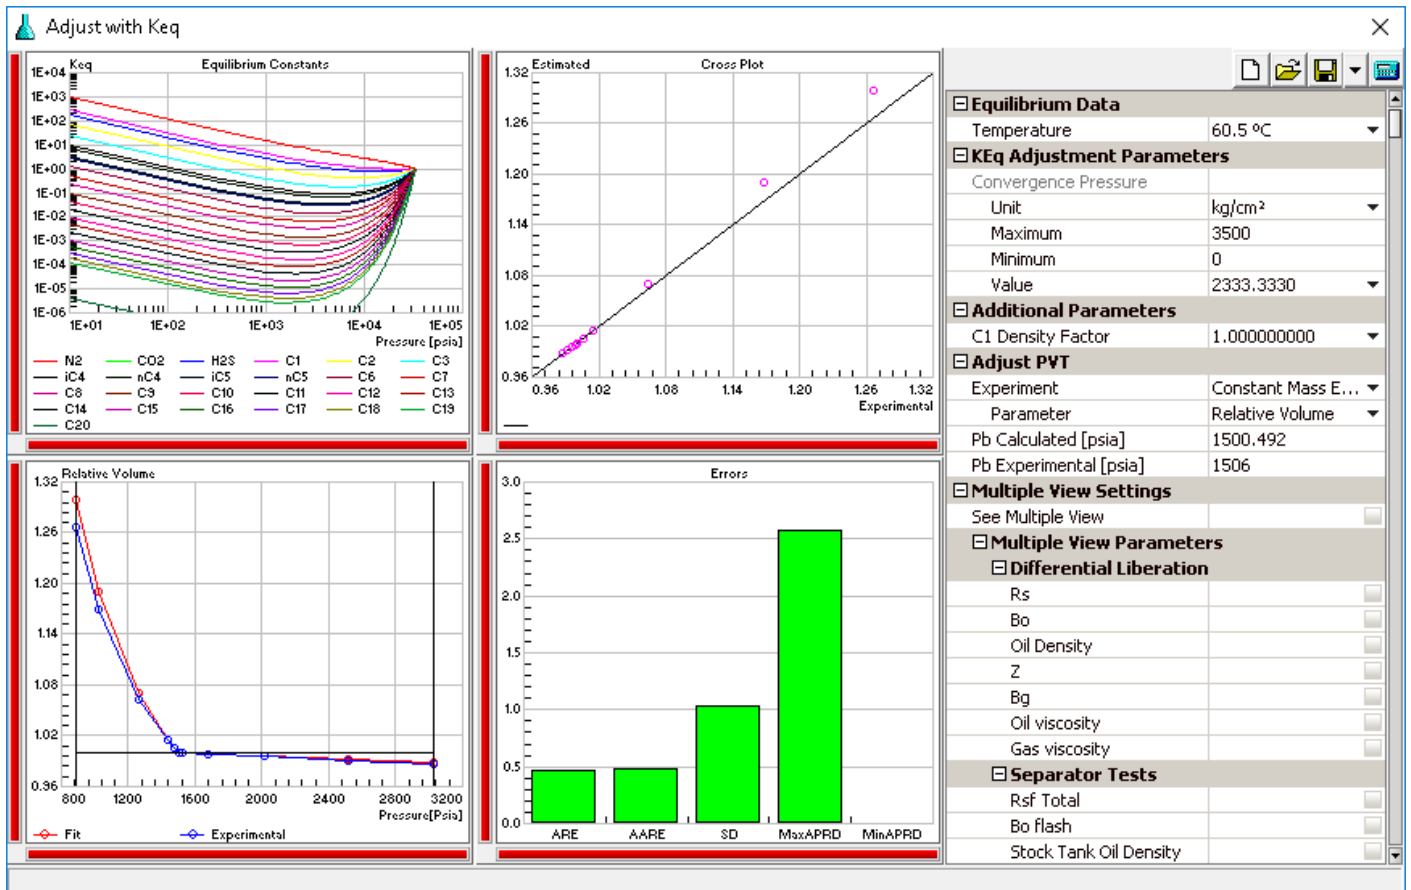 Adjust with Keq
Keq
Equilibrium Constants
1E+04
1E+03
1E+02
1E+01
1E+00
1E-01
1E-02
1E-03
1E-04
1E-05
1E-06
1E+01 1E+02 1E+03 1E+04 1E+05
Pressure [psia]
N2 CO2 H2S C1 C2 C3
iC4 nC4 iC5 nC5 C6 C7
C8 C9 C10 C11 C12 C13
C14 C15 C16 C17 C18 C19
C20
Estimated
Cross Plot
1.32
1.26
1.20
1.14
1.08
1.02
0.96
0.96 1.02 1.08 1.14 1.20 1.26 1.32
Experimental
Relative Volume
1.32
1.26
1.20
1.14
1.08
1.02
0.96
800 1200 1600 2000 2400 2800 3200
Pressure[Psia]
Fit Experimental
Errors
3.0
2.5
2.0
1.5
1.0
0.5
0.0
ARE AARE SD MaxAPRD MinAPRD
Equilibrium Data
Temperature 60.5 ºC
KEq Adjustment Parameters
Convergence Pressure
Unit kg/cm²
Maximum 3500
Minimum 0
Value 2333.3330
Additional Parameters
C1 Density Factor 1.000000000
Adjust PVT
Experiment Constant Mass E...
Parameter Relative Volume
Pb Calculated [psia] 1500.492
Pb Experimental [psia] 1506
Multiple View Settings
See Multiple View
Multiple View Parameters
Differential Liberation
Rs
Bo
Oil Density
Z
Bg
Oil viscosity
Gas viscosity
Separator Tests
Rsf Total
Bo flash
Stock Tank Oil Density